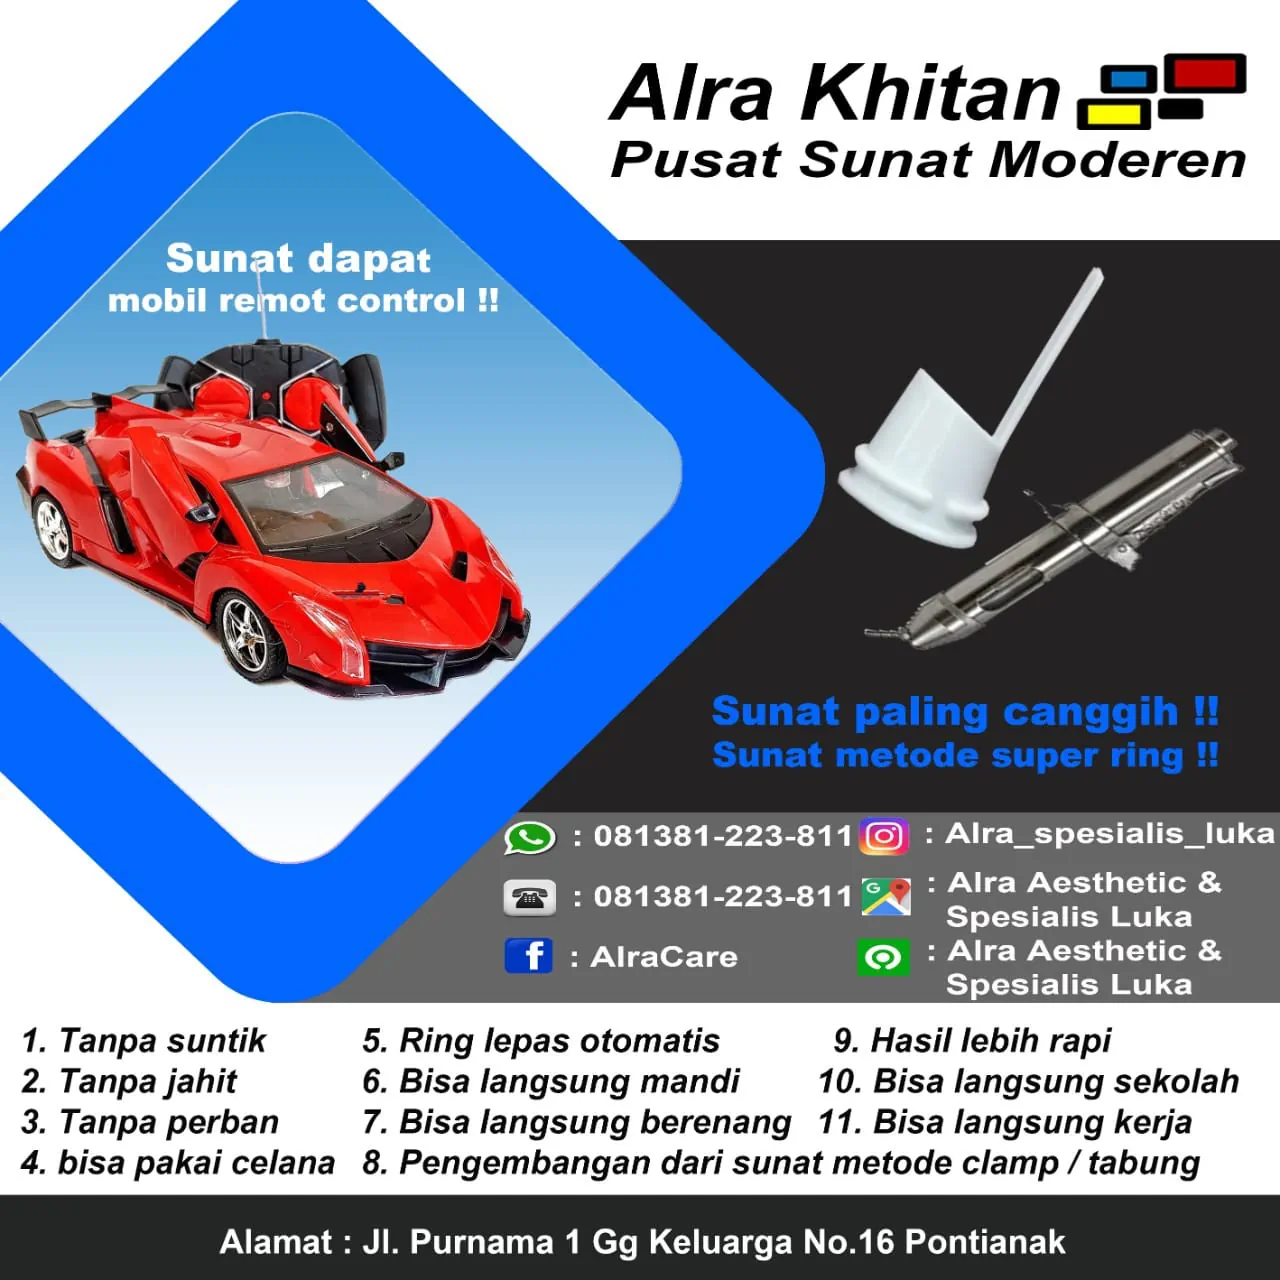 Alra Khitan
Pusat Sunat Moderen
Sunat dapat
mobil remot control !!
Sunat paling canggih !!
Sunat metode super ring !!
: 081381-223-811
: 081381-223-811
: AlraCare
: Alra_spesialis_luka
G
: Alra Aesthetic &
Spesialis Luka
: Alra Aesthetic &
Spesialis Luka
1. Tanpa suntik
2. Tanpa jahit
3. Tanpa perban
4. bisa pakai celana
5. Ring lepas otomatis
6. Bisa langsung mandi
7. Bisa langsung berenang
8. Pengembangan dari sunat metode clamp / tabung
9. Hasil lebih rapi
10. Bisa langsung sekolah
11. Bisa langsung kerja
Alamat : Jl. Purnama 1 Gg Keluarga No.16 Pontianak